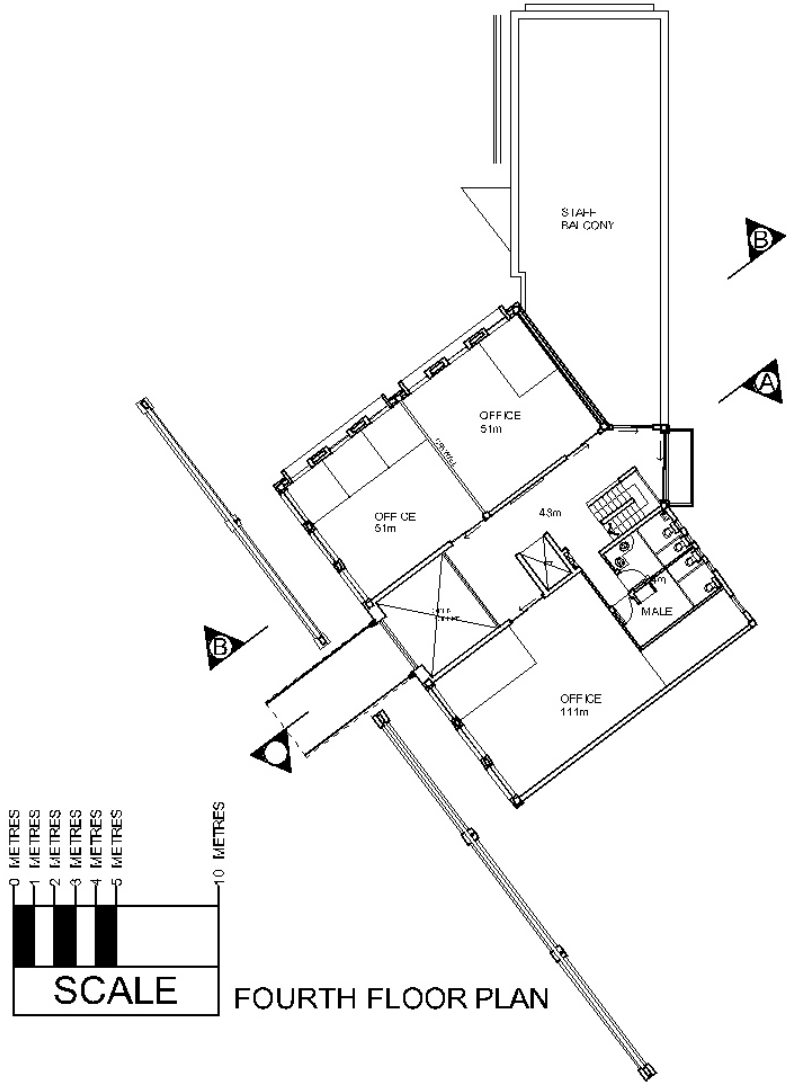 STAFF
BALCONY
B
A
OFFICE
51m
OFFICE
51m
43m
MALE
B
OFFICE
111m
0 METRES
1 METRES
2 METRES
3 METRES
4 METRES
5 METRES
10 METRES
SCALE
FOURTH FLOOR PLAN